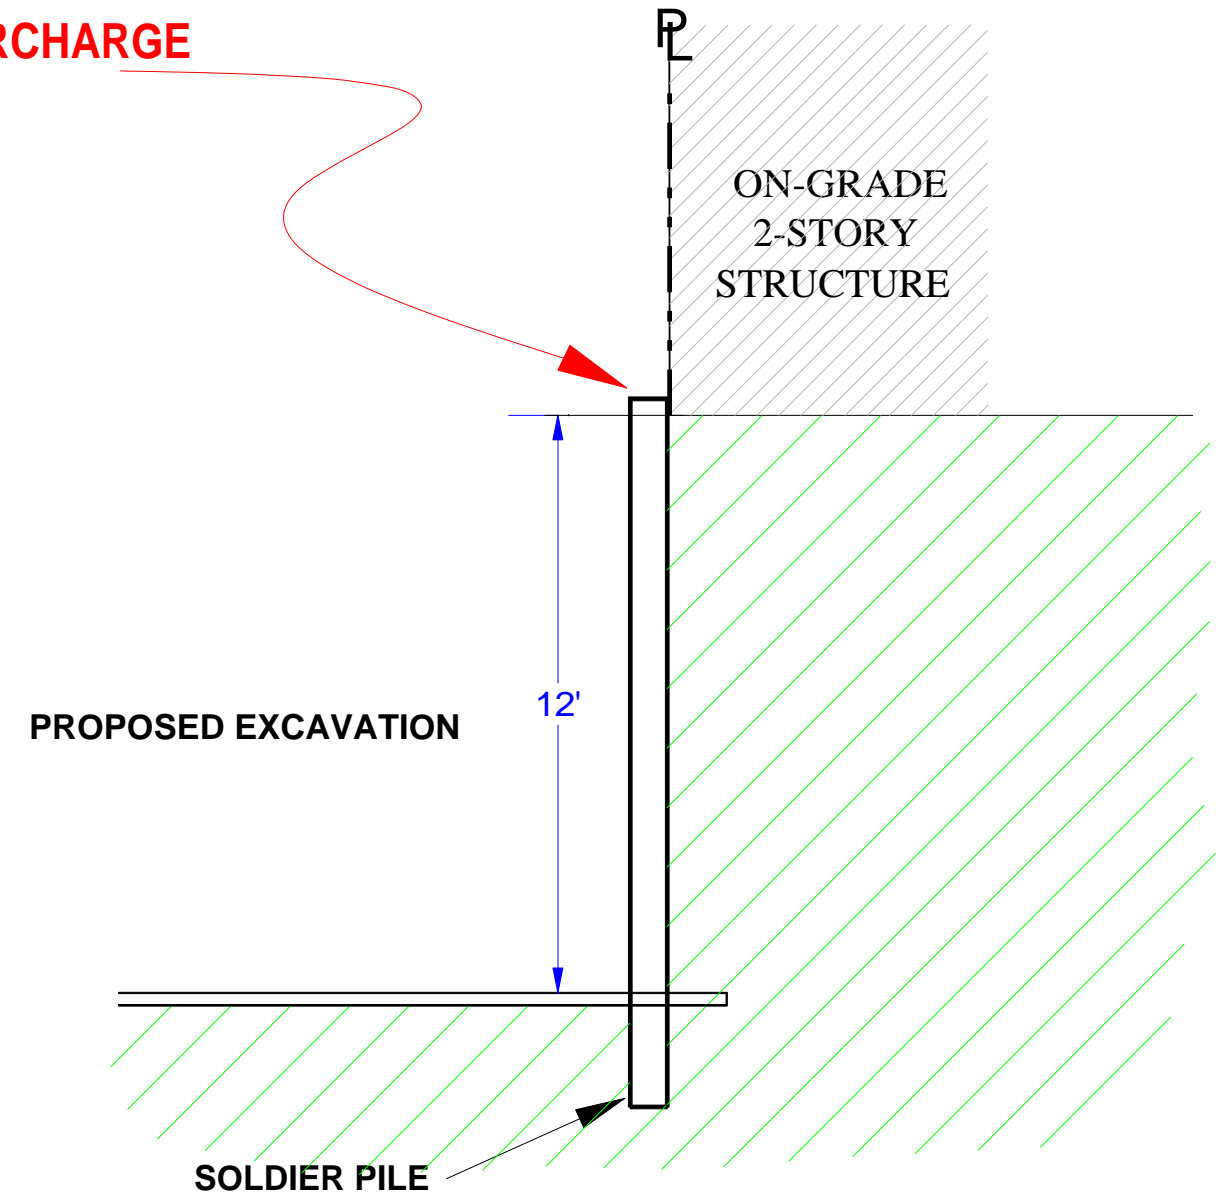 RCHARGE
PL
ON-GRADE
2-STORY
STRUCTURE
12'
PROPOSED EXCAVATION
SOLDIER PILE